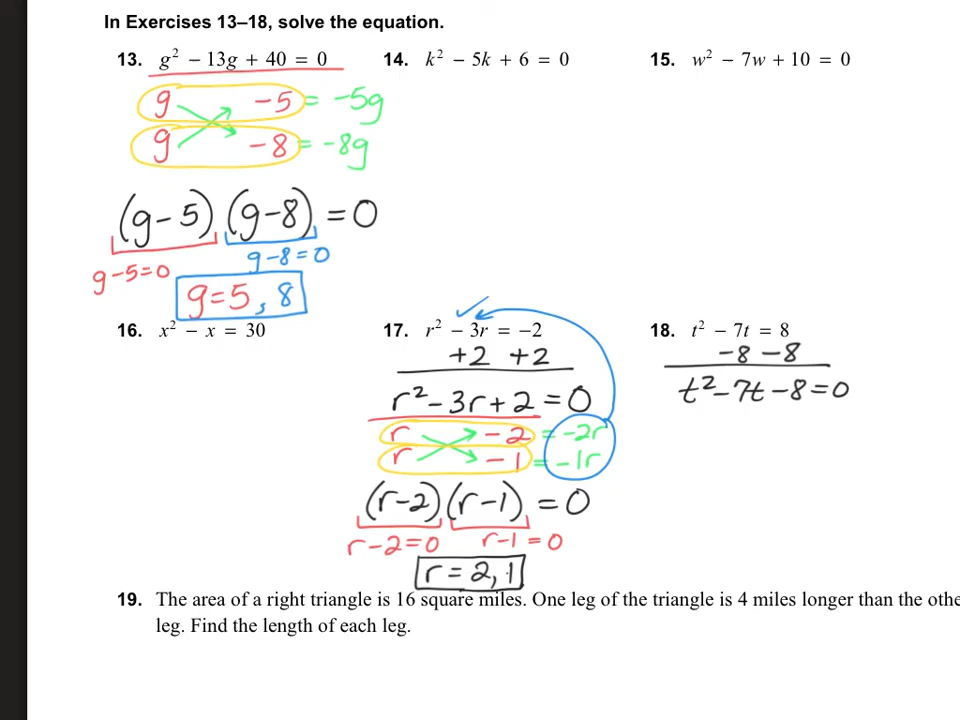 In Exercises 13–18, solve the equation.
13. g² − 13g + 40 = 0
g −5 = −5g
g −8 = −8g
(g−5)(g−8) = 0
g−5=0
g−8=0
g=5, 8
14. k² − 5k + 6 = 0
15. w² − 7w + 10 = 0
16. x² − x = 30
17. r² − 3r = −2
+2 +2
r² − 3r + 2 = 0
r −2 = −2r
r −1 = −1r
(r−2)(r−1) = 0
r−2=0 r−1=0
r = 2, 1
18. t² − 7t = 8
−8 −8
t² − 7t − 8 = 0
19. The area of a right triangle is 16 square miles. One leg of the triangle is 4 miles longer than the othe
leg. Find the length of each leg.